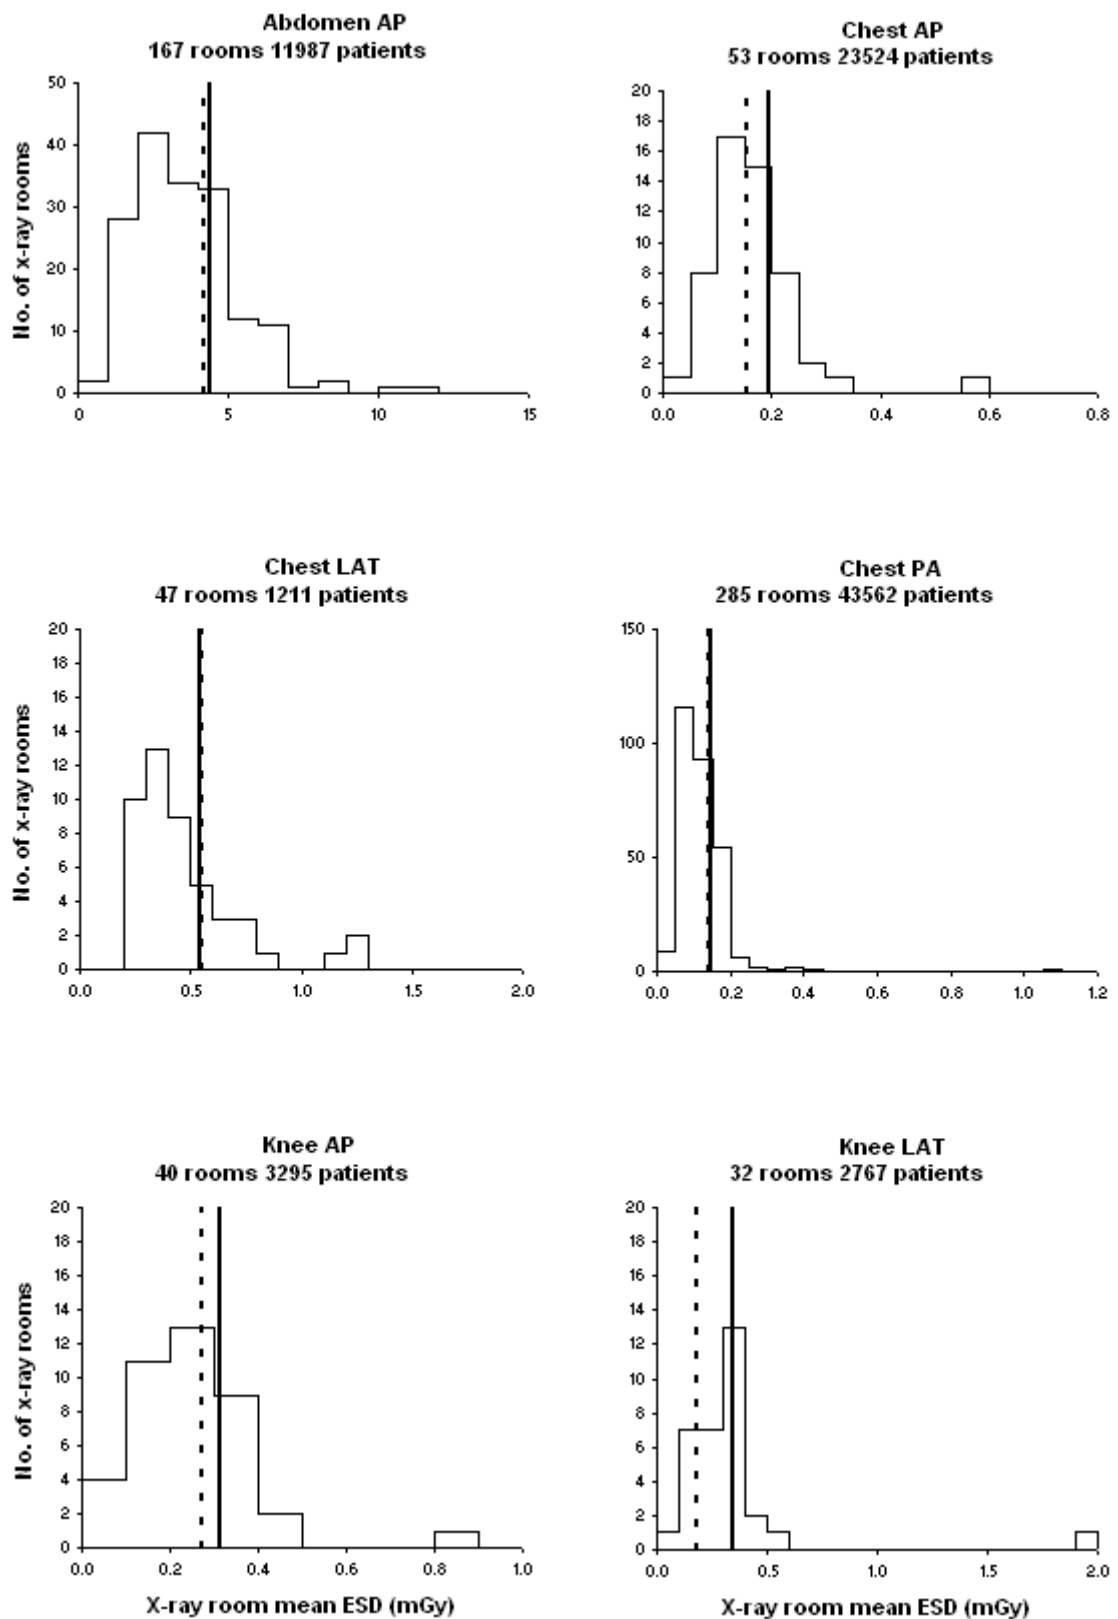 Abdomen AP
167 rooms 11987 patients
No. of x-ray rooms
50
40
30
20
10
0
0 5 10 15
Chest AP
53 rooms 23524 patients
20
18
16
14
12
10
8
6
4
2
0
0.0 0.2 0.4 0.6 0.8
Chest LAT
47 rooms 1211 patients
No. of x-ray rooms
20
18
16
14
12
10
8
6
4
2
0
0.0 0.5 1.0 1.5 2.0
Chest PA
285 rooms 43562 patients
150
100
50
0
0.0 0.2 0.4 0.6 0.8 1.0 1.2
Knee AP
40 rooms 3295 patients
No. of x-ray rooms
20
18
16
14
12
10
8
6
4
2
0
0.0 0.2 0.4 0.6 0.8 1.0
X-ray room mean ESD (mGy)
Knee LAT
32 rooms 2767 patients
20
18
16
14
12
10
8
6
4
2
0
0.0 0.5 1.0 1.5 2.0
X-ray room mean ESD (mGy)